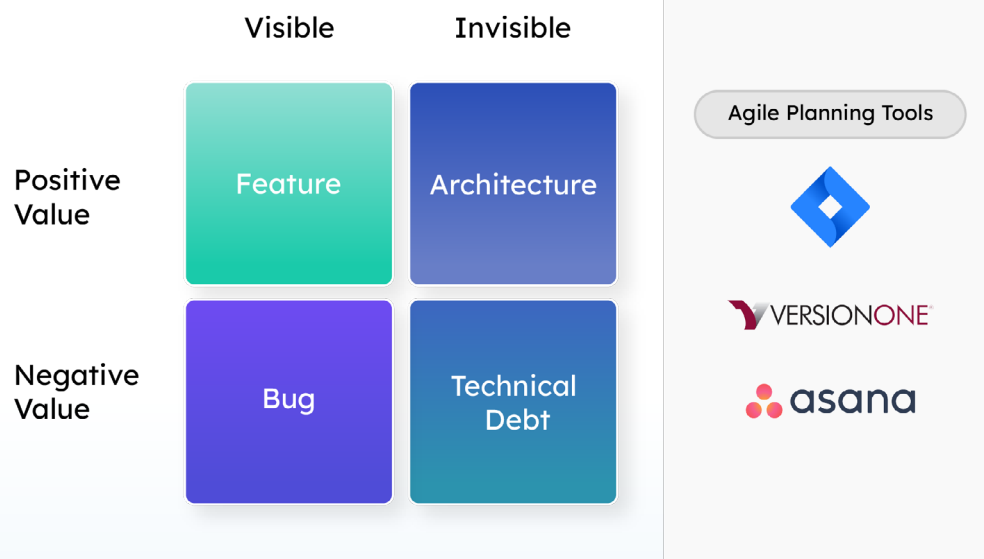 Visible
Invisible
Agile Planning Tools
Positive
Value
Feature
Architecture
VERSIONONE
Negative
Value
Bug
Technical
Debt
asana